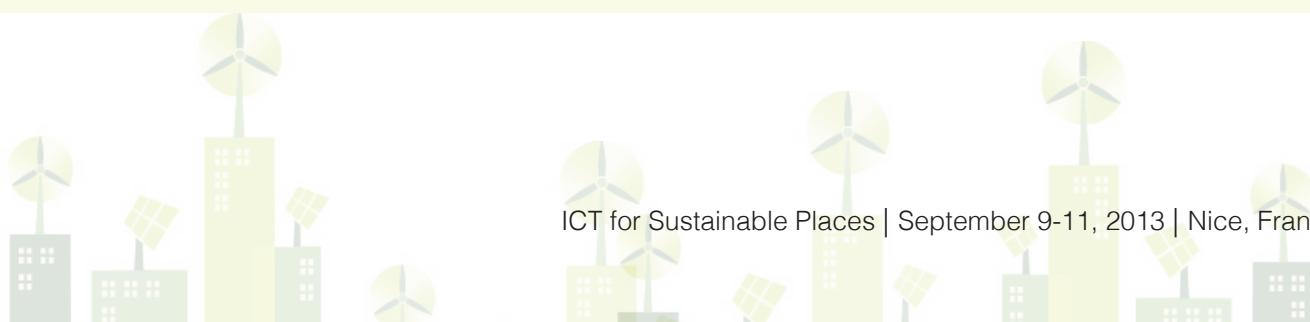 ICT for Sustainable Places | September 9-11, 2013 | Nice, Fran